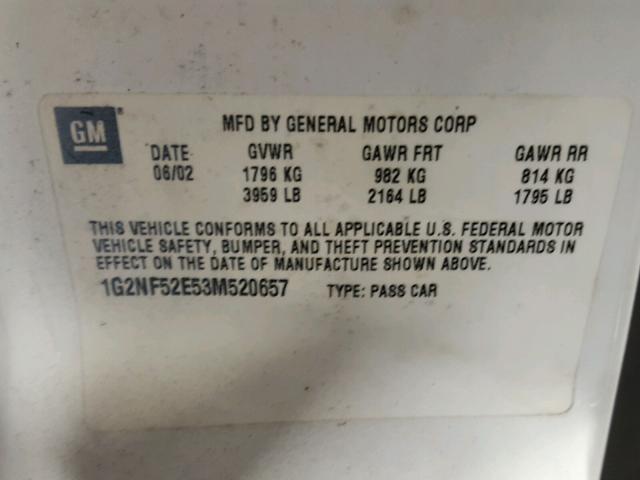 GM
MFD BY GENERAL MOTORS CORP
DATE GVWR GAWR FRT GAWR RR
06/02 1796 KG 982 KG 814 KG
3959 LB 2164 LB 1795 LB
THIS VEHICLE CONFORMS TO ALL APPLICABLE U.S. FEDERAL MOTOR
VEHICLE SAFETY, BUMPER, AND THEFT PREVENTION STANDARDS IN
EFFECT ON THE DATE OF MANUFACTURE SHOWN ABOVE.
1G2NF52E53M520657 TYPE: PASS CAR